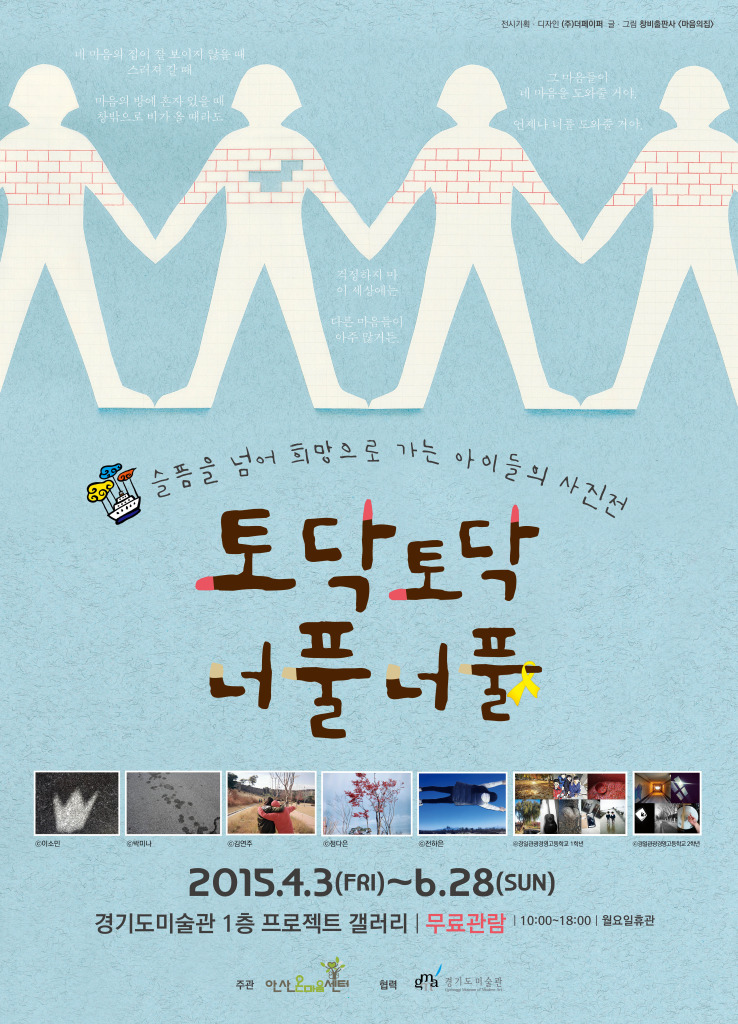 전시기획 · 디자인 (주)더페이퍼 글 · 그림 창비출판사 <마음의집>
네 마음의 집이 잘 보이지 않을 때
스러져 갈 때
마음의 방에 혼자 있을 때
창밖으로 비가 올 때라도
그 마음들이
네 마음을 도와줄 거야.
언제나 너를 도와줄 거야.
걱정하지 마
이 세상에는
다른 마음들이
아주 많거든.
슬픔을 넘어 희망으로 가는 아이들의 사진전
토닥토닥
너풀너풀
©이소민
©박미나
©김연주
©정다은
©전하은
©경일관광경영고등학교 1학년
©경일관광경영고등학교 2학년
2015.4.3(FRI)~6.28(SUN)
경기도미술관 1층 프로젝트 갤러리 | 무료관람 | 10:00~18:00 | 월요일휴관
주관 안산온마음센터 협력 gma 경기도미술관
Gyeonggi Museum of Modern Art